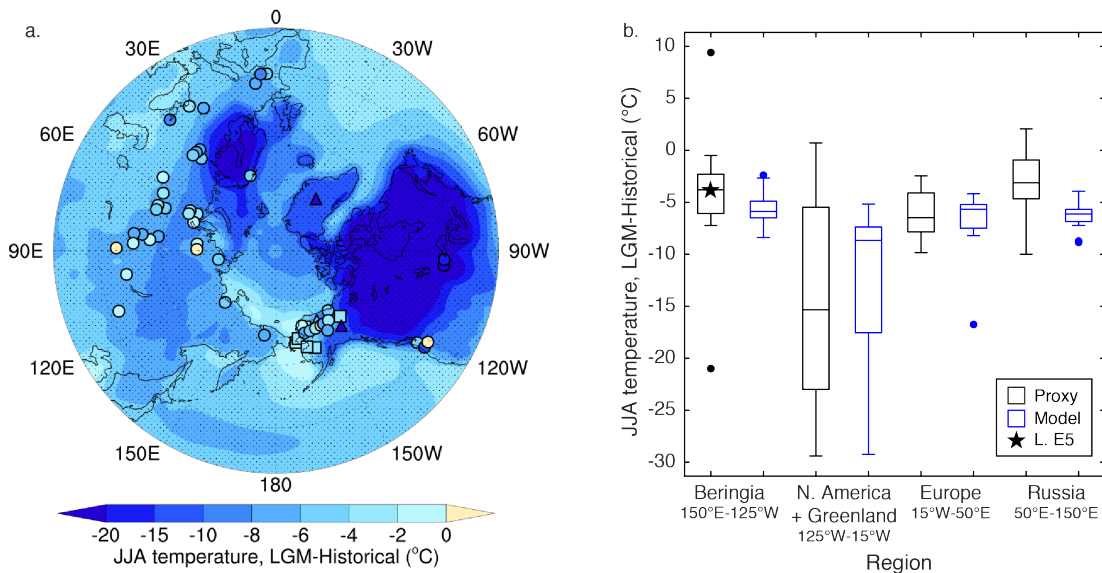 a.
0
30E
30W
60E
60W
90E
90W
120E
120W
150E
150W
180
-20 -15 -10 -8 -6 -4 -2 0
JJA temperature, LGM-Historical (°C)
b.
10
5
0
-5
-10
-15
-20
-25
-30
JJA temperature, LGM-Historical (°C)
Proxy
Model
L. E5
Beringia
150°E-125°W
N. America
+ Greenland
125°W-15°W
Europe
15°W-50°E
Russia
50°E-150°E
Region